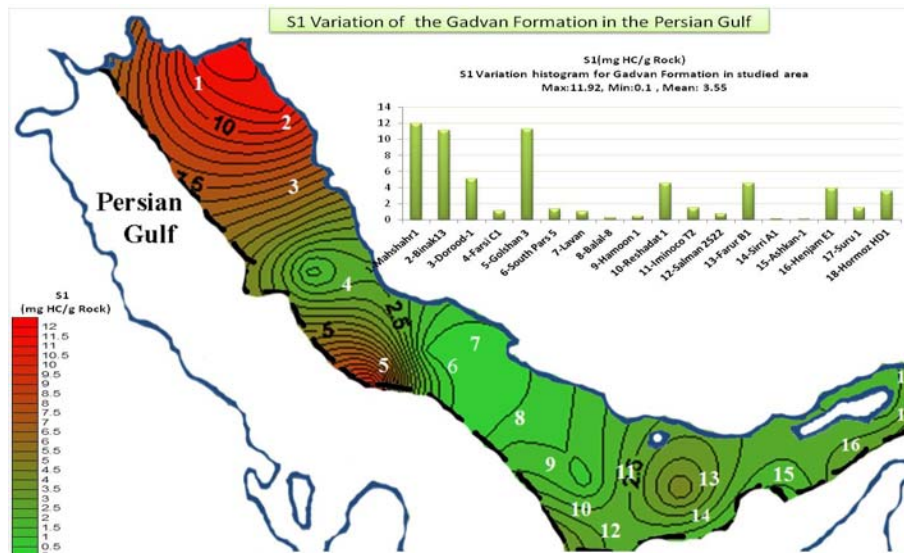 S1 Variation of the Gadvan Formation in the Persian Gulf
S1(mg HC/g Rock)
S1 Variation histogram for Gadvan Formation in studied area
Max:11.92, Min:0.1 , Mean: 3.55
14
12
10
8
6
4
2
0
1-Mahshahr1
2-Binak13
3-Dorood-1
4-Farsi C1
5-Golshan 3
6-South Pars 5
7-Lavan
8-Balal-8
9-Hamoon 1
10-Reshadat 1
11-Iminoco T2
12-Salman 2S22
13-Farur B1
14-Sirri A1
15-Ashkan-1
16-Henjam E1
17-Suru 1
18-Hormoz HD1
Persian
Gulf
1
2
10
3
7.5
4
2.5
5
5
6
7
8
9
10
11
2.5
12
13
14
15
16
1
1
S1
(mg HC/g Rock)
12
11.5
11
10.5
10
9.5
9
8.5
8
7.5
7
6.5
6
5.5
5
4.5
4
3.5
3
2.5
2
1.5
1
0.5